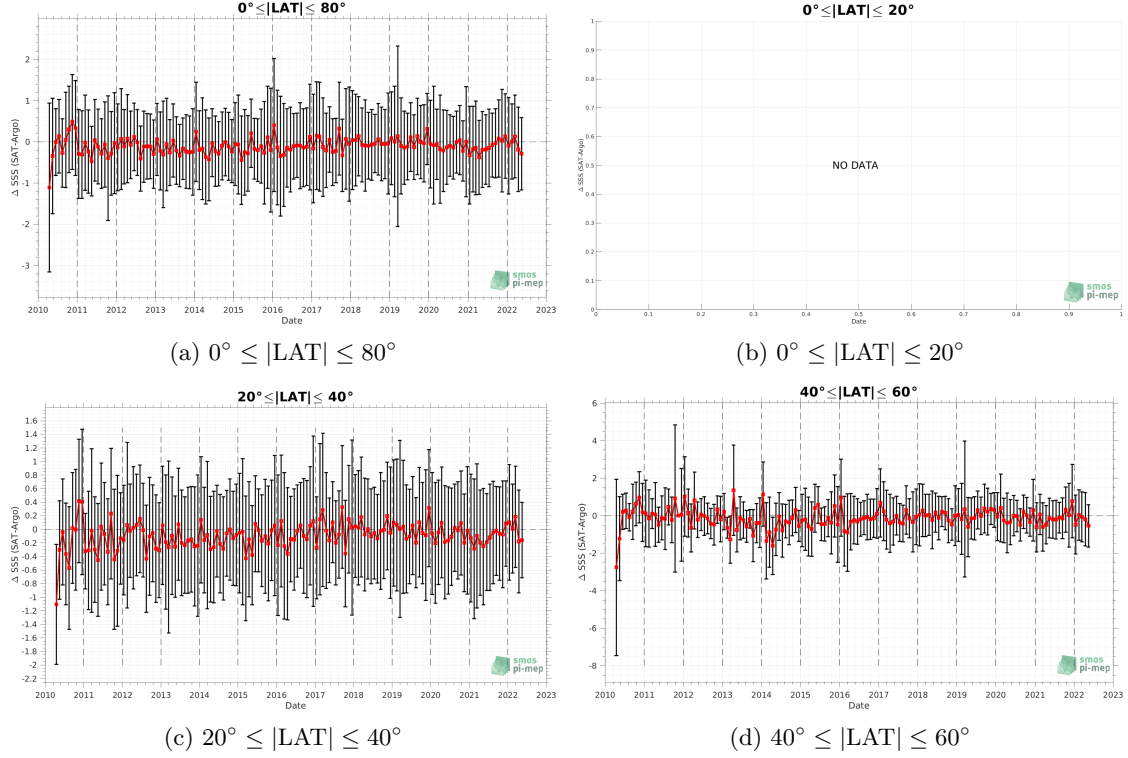 0°≤|LAT|≤ 80°
Δ SSS (SAT-Argo)
2
1
0
-1
-2
-3
2010 2011 2012 2013 2014 2015 2016 2017 2018 2019 2020 2021 2022 2023
Date
smos
pi-mep
(a) 0° ≤ |LAT| ≤ 80°
0°≤|LAT|≤ 20°
Δ SSS (SAT-Argo)
1
0.9
0.8
0.7
0.6
0.5
0.4
0.3
0.2
0.1
0
NO DATA
0 0.1 0.2 0.3 0.4 0.5 0.6 0.7 0.8 0.9 1
Date
smos
pi-mep
(b) 0° ≤ |LAT| ≤ 20°
20°≤|LAT|≤ 40°
Δ SSS (SAT-Argo)
1.6
1.4
1.2
1
0.8
0.6
0.4
0.2
0
-0.2
-0.4
-0.6
-0.8
-1
-1.2
-1.4
-1.6
-1.8
-2
-2.2
2010 2011 2012 2013 2014 2015 2016 2017 2018 2019 2020 2021 2022 2023
Date
smos
pi-mep
(c) 20° ≤ |LAT| ≤ 40°
40°≤|LAT|≤ 60°
Δ SSS (SAT-Argo)
6
4
2
0
-2
-4
-6
-8
2010 2011 2012 2013 2014 2015 2016 2017 2018 2019 2020 2021 2022 2023
Date
smos
pi-mep
(d) 40° ≤ |LAT| ≤ 60°